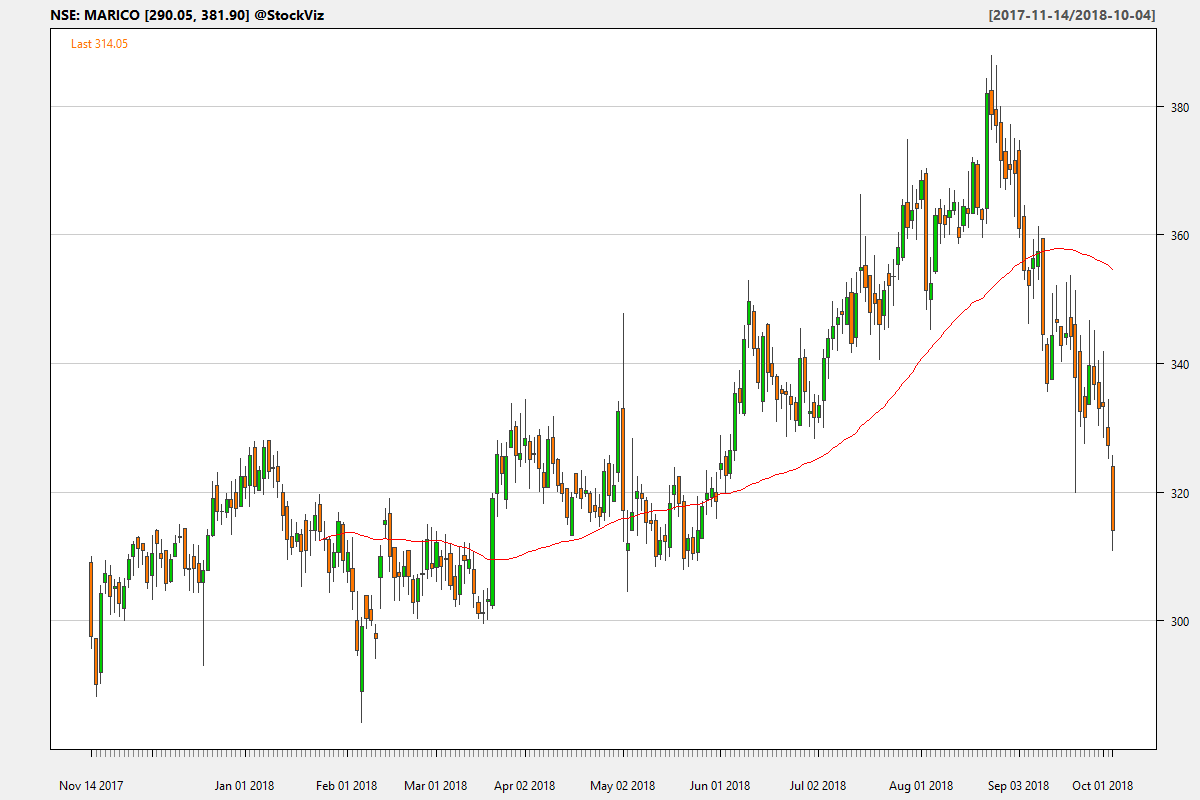 NSE: MARICO [290.05, 381.90] @StockViz
[2017-11-14/2018-10-04]
Last 314.05
380
360
340
320
300
Nov 14 2017
Jan 01 2018
Feb 01 2018
Mar 01 2018
Apr 02 2018
May 02 2018
Jun 01 2018
Jul 02 2018
Aug 01 2018
Sep 03 2018
Oct 01 2018